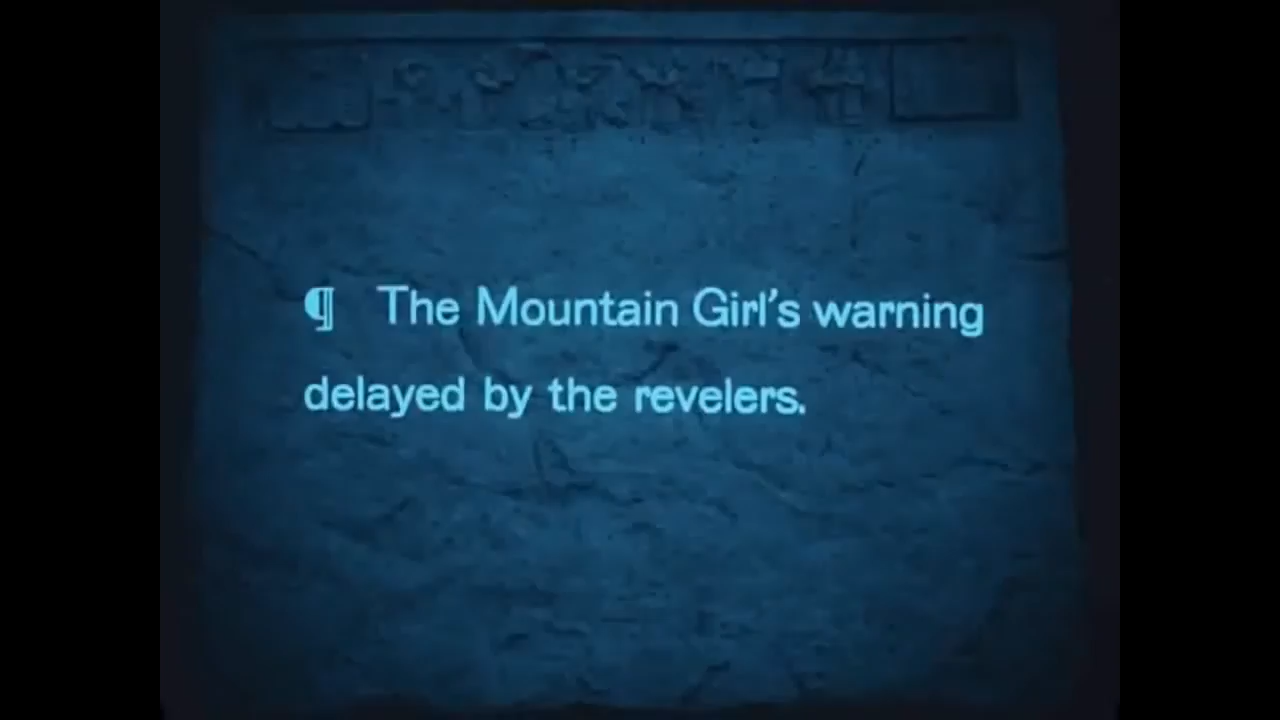 ¶ The Mountain Girl's warning
delayed by the revelers.